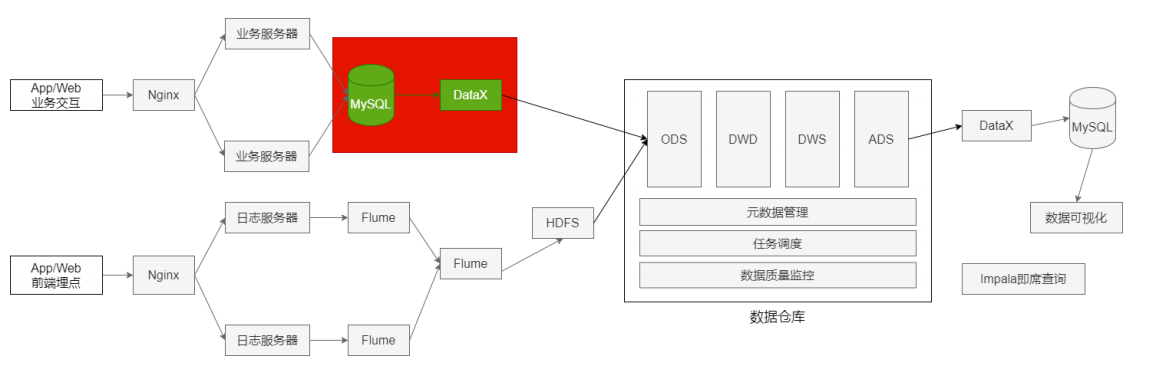 App/Web
业务交互
Nginx
业务服务器
业务服务器
MySQL
DataX
App/Web
前端埋点
Nginx
日志服务器
Flume
日志服务器
Flume
Flume
HDFS
ODS
DWD
DWS
ADS
元数据管理
任务调度
数据质量监控
数据仓库
DataX
MySQL
数据可视化
Impala即席查询